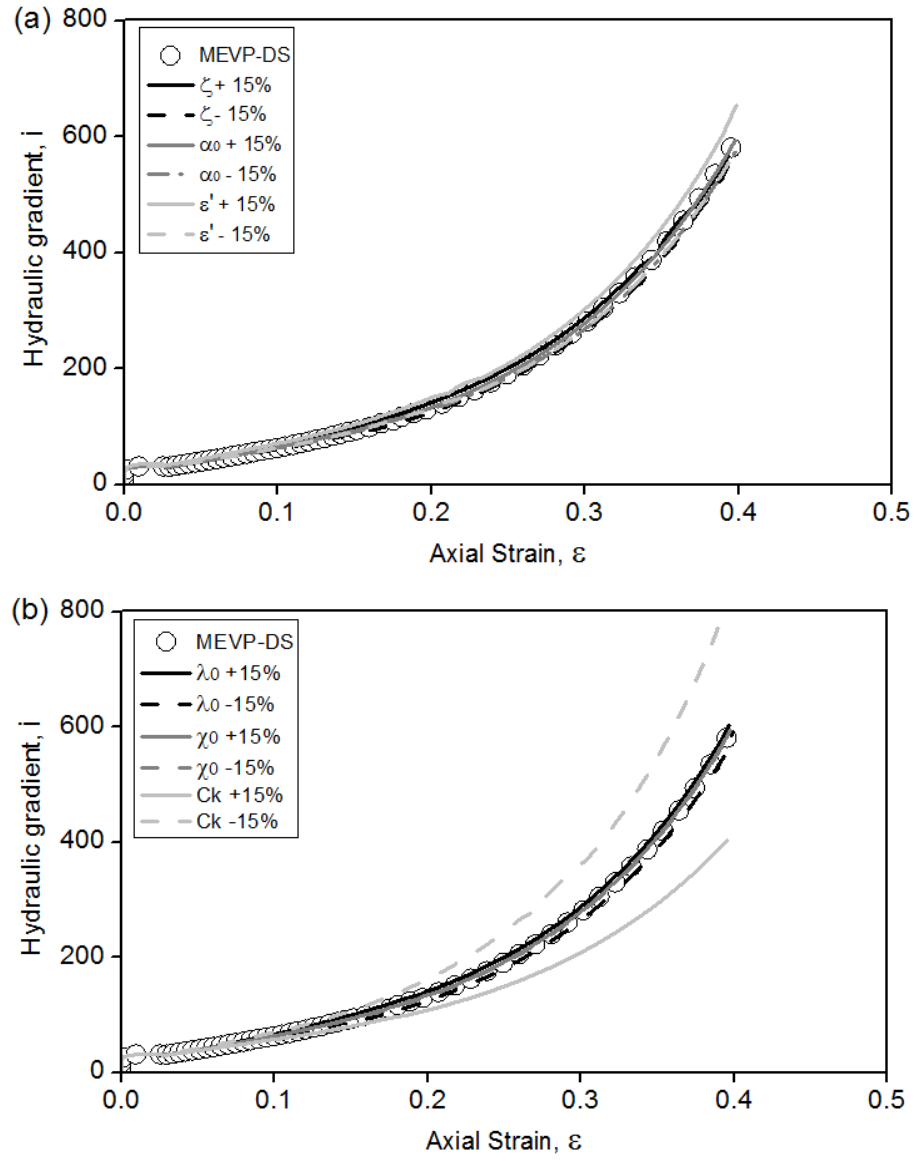 (a)
800
600
400
200
0
Hydraulic gradient, i
MEVP-DS
ζ+ 15%
ζ- 15%
α0 + 15%
α0 - 15%
ε' + 15%
ε' - 15%
0.0 0.1 0.2 0.3 0.4 0.5
Axial Strain, ε
(b)
800
600
400
200
0
Hydraulic gradient, i
MEVP-DS
λ0 +15%
λ0 -15%
χ0 +15%
χ0 -15%
Ck +15%
Ck -15%
0.0 0.1 0.2 0.3 0.4 0.5
Axial Strain, ε